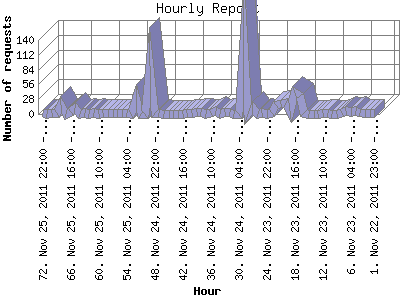 Hourly Report
Number of requests
140
112
84
56
28
0
72. Nov 25, 2011 22:00 -...
66. Nov 25, 2011 16:00 -...
60. Nov 25, 2011 10:00 -...
54. Nov 25, 2011 04:00 -...
48. Nov 24, 2011 22:00 -...
42. Nov 24, 2011 16:00 -...
36. Nov 24, 2011 10:00 -...
30. Nov 24, 2011 04:00 -...
24. Nov 23, 2011 22:00 -...
18. Nov 23, 2011 16:00 -...
12. Nov 23, 2011 10:00 -...
6. Nov 23, 2011 04:00 -...
1. Nov 22, 2011 23:00 -...
Hour